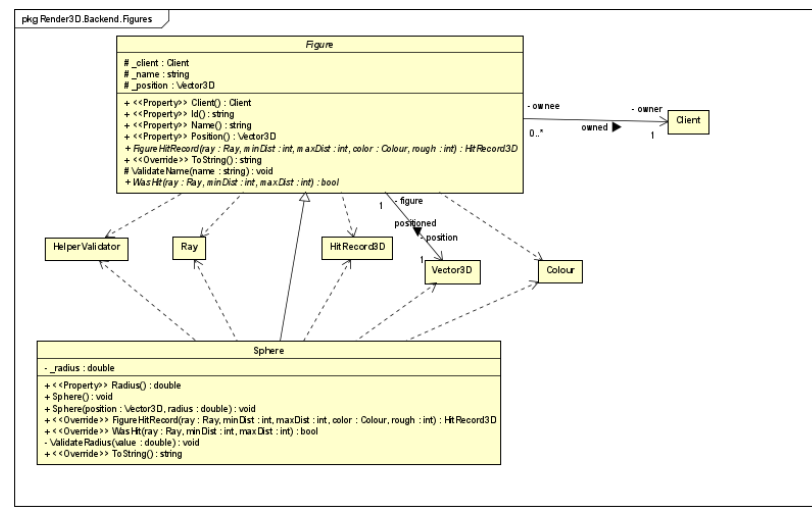 pkg Render3D.Backend.Figures
Figure
# _client : Client
# _name : string
# _position : Vector3D
+ <<Property>> Client() : Client
+ <<Property>> Id() : string
+ <<Property>> Name() : string
+ <<Property>> Position() : Vector3D
+ FigureHitRecord(ray : Ray, minDist : int, maxDist : int, color : Colour, rough : int) : HitRecord3D
+ <<Override>> ToString() : string
# ValidateName(name : string) : void
+ WasHit(ray : Ray, minDist : int, maxDist : int) : bool
- ownee
- owner
0..*
owned
1
Client
- figure
1
positioned
- position
1
HelperValidator
Ray
HitRecord3D
Vector3D
Colour
Sphere
- _radius : double
+ <<Property>> Radius() : double
+ Sphere() : void
+ Sphere(position : Vector3D, radius : double) : void
+ <<Override>> FigureHitRecord(ray : Ray, minDist : int, maxDist : int, color : Colour, rough : int) : HitRecord3D
+ <<Override>> WasHit(ray : Ray, minDist : int, maxDist : int) : bool
- ValidateRadius(value : double) : void
+ <<Override>> ToString() : string